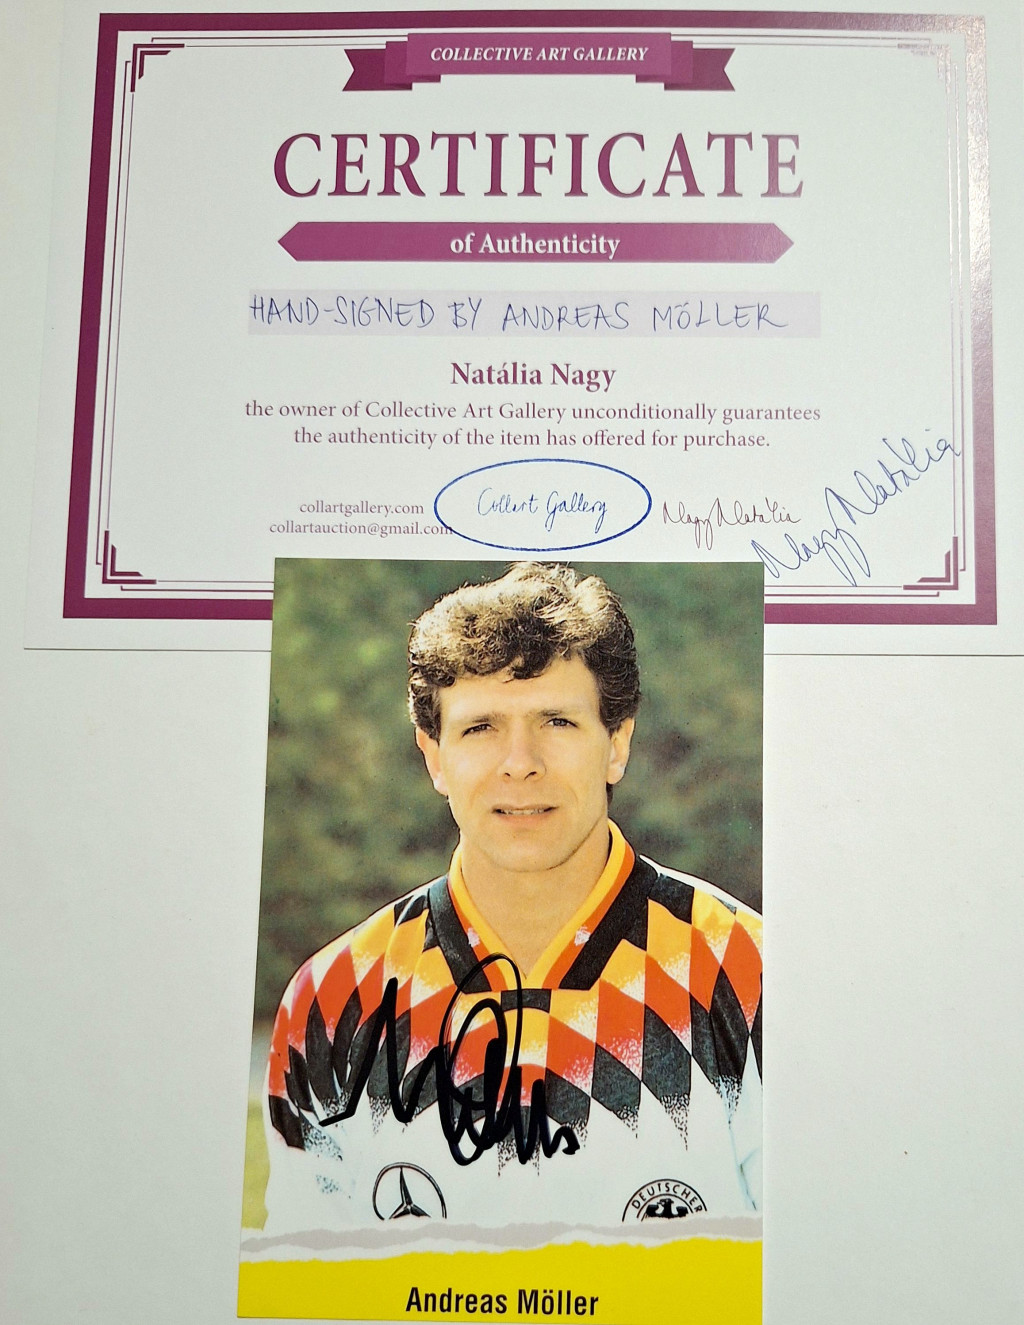 COLLECTIVE ART GALLERY
CERTIFICATE
of Authenticity
HAND-SIGNED BY ANDREAS MÖLLER
Natália Nagy
the owner of Collective Art Gallery unconditionally guarantees
the authenticity of the item has offered for purchase.
collartgallery.com
collartauction@gmail.com
Collart Gallery
Nagy Natália
Nagy Natália
DEUTSCHER
Andreas Möller